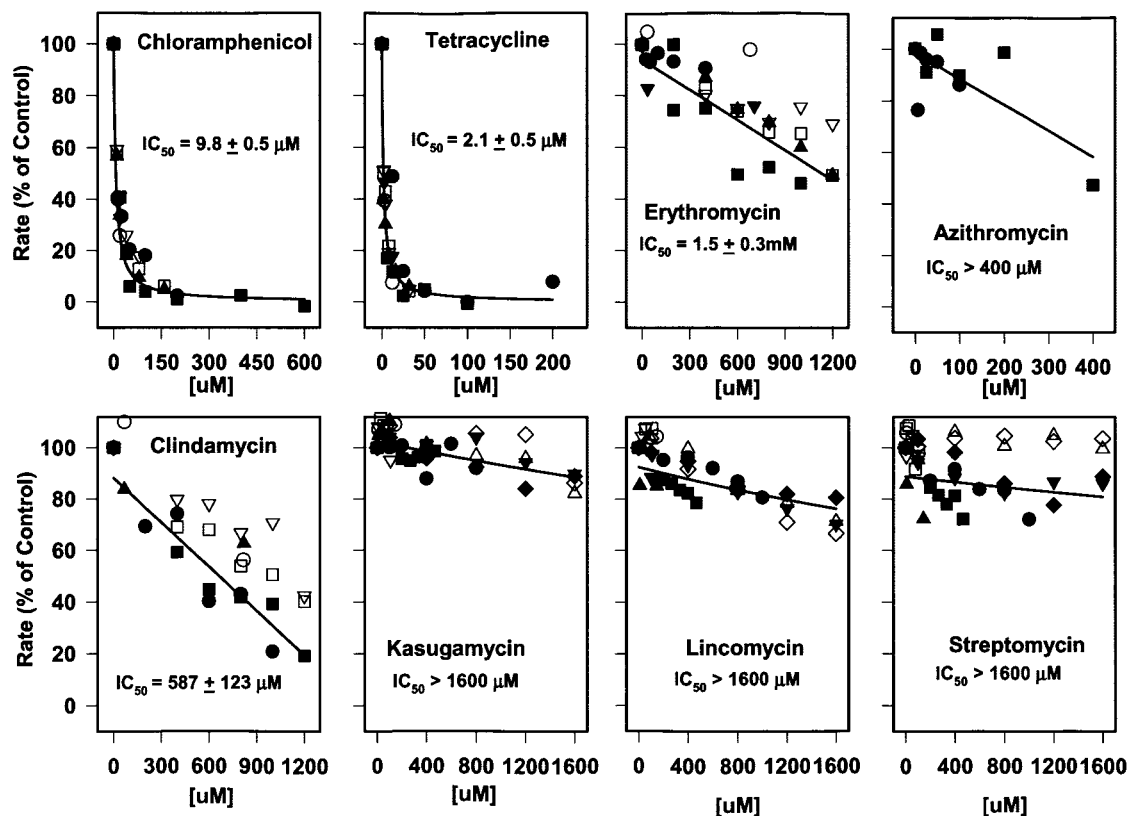 Chloramphenicol
Tetracycline
100
80
60
40
20
0
Rate (% of Control)
IC50 = 9.8 ± 0.5 µM
IC50 = 2.1 ± 0.5 µM
Erythromycin
IC50 = 1.5 ± 0.3mM
Azithromycin
IC50 > 400 µM
0 150 300 450 600
0 50 100 150 200
0 300 600 900 1200
0 100 200 300 400
[uM] [uM] [uM] [uM]
Clindamycin
100
80
60
40
20
0
Rate (% of Control)
IC50 = 587 ± 123 µM
Kasugamycin
IC50 > 1600 µM
Lincomycin
IC50 > 1600 µM
Streptomycin
IC50 > 1600 µM
0 300 600 900 1200
0 400 800 1200 1600
0 400 800 1200 1600
0 400 800 1200 1600
[uM] [uM] [uM] [uM]